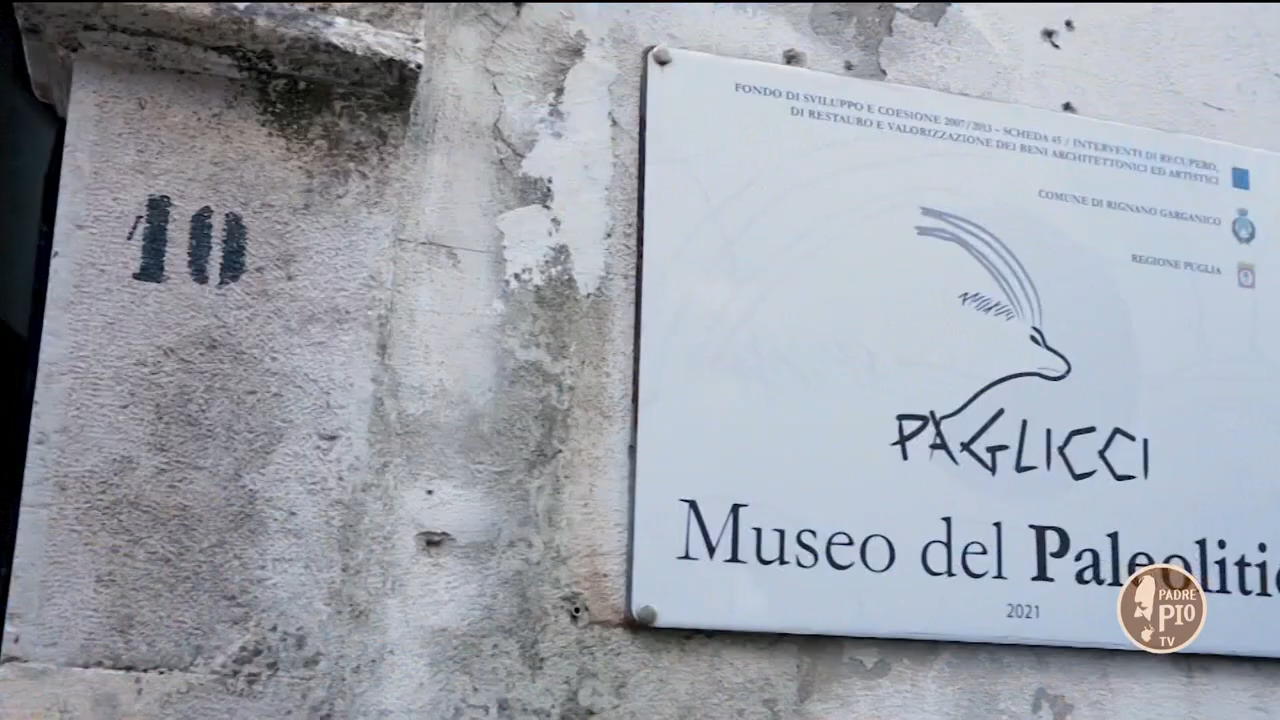 10
FONDO DI SVILUPPO E COESIONE 2007/2013 - SCHEDA 45 / INTERVENTI DI RECUPERO,
DI RESTAURO E VALORIZZAZIONE DEI BENI ARCHITETTONICI ED ARTISTICI
COMUNE DI RIGNANO GARGANICO
REGIONE PUGLIA
PAGLICCI
Museo del Paleolitic
2021
PADRE
PIO
TV